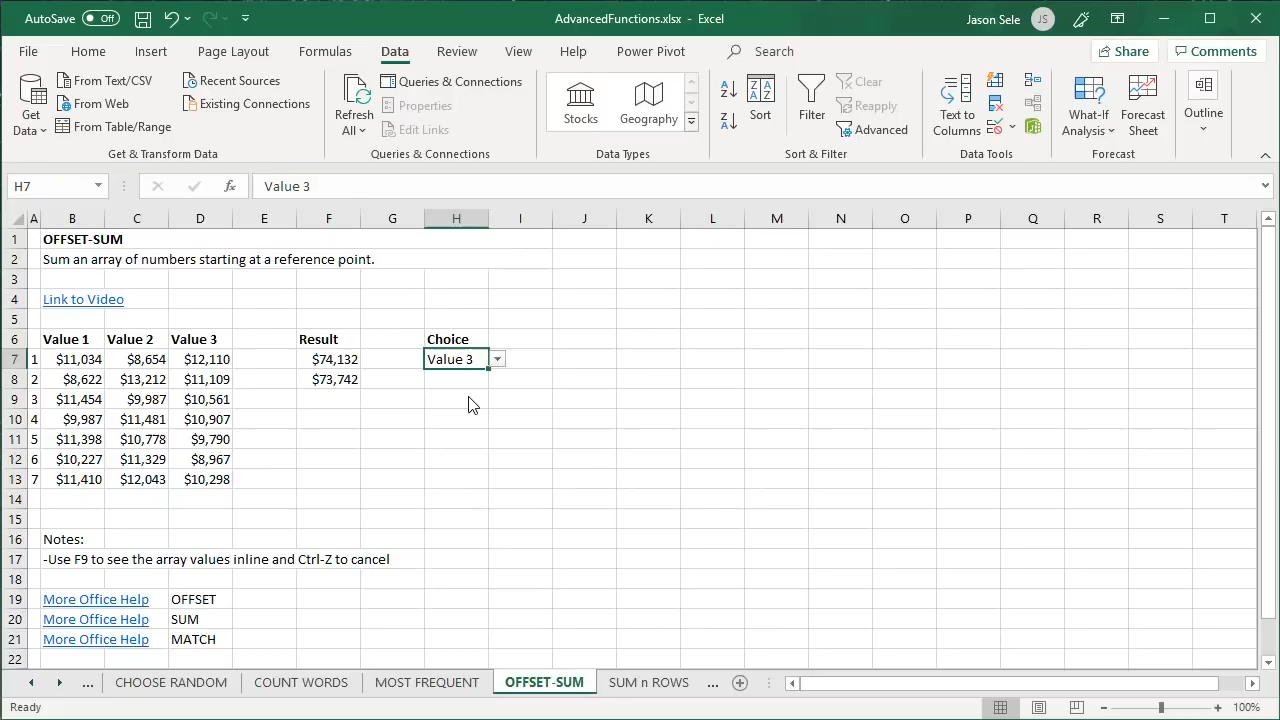 AutoSave Off AdvancedFunctions.xlsx - Excel Jason Sele JS
File Home Insert Page Layout Formulas Data Review View Help Power Pivot Search Share Comments
Get Data
From Text/CSV
From Web
From Table/Range
Recent Sources
Existing Connections
Get & Transform Data
Refresh All
Queries & Connections
Properties
Edit Links
Queries & Connections
Stocks
Geography
Data Types
Sort
Filter
Clear
Reapply
Advanced
Sort & Filter
Text to Columns
Data Tools
What-If Analysis
Forecast Sheet
Forecast
Outline
H7 fx Value 3
A B C D E F G H I J K L M N O P Q R S T
1 OFFSET-SUM
2 Sum an array of numbers starting at a reference point.
3
4 Link to Video
5
6 Value 1 Value 2 Value 3 Result Choice
7 1 $11,034 $8,654 $12,110 $74,132 Value 3
8 2 $8,622 $13,212 $11,109 $73,742
9 3 $11,454 $9,987 $10,561
10 4 $9,987 $11,481 $10,907
11 5 $11,398 $10,778 $9,790
12 6 $10,227 $11,329 $8,967
13 7 $11,410 $12,043 $10,298
14
15
16 Notes:
17 -Use F9 to see the array values inline and Ctrl-Z to cancel
18
19 More Office Help OFFSET
20 More Office Help SUM
21 More Office Help MATCH
22
... CHOOSE RANDOM COUNT WORDS MOST FREQUENT OFFSET-SUM SUM n ROWS ...
Ready 100%